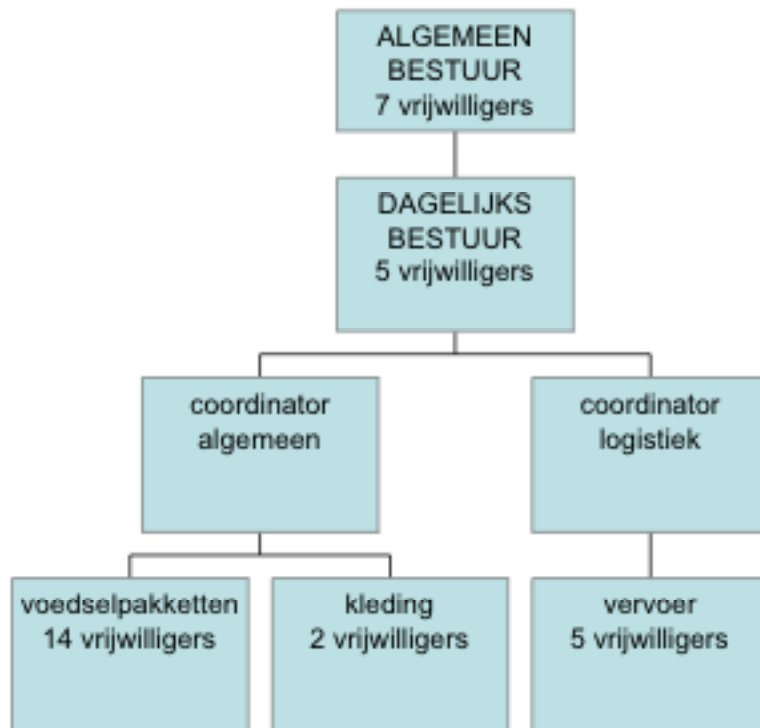 ALGEMEEN
BESTUUR
7 vrijwilligers
DAGELIJKS
BESTUUR
5 vrijwilligers
coordinator
algemeen
coordinator
logistiek
voedselpakketten
14 vrijwilligers
kleding
2 vrijwilligers
vervoer
5 vrijwilligers